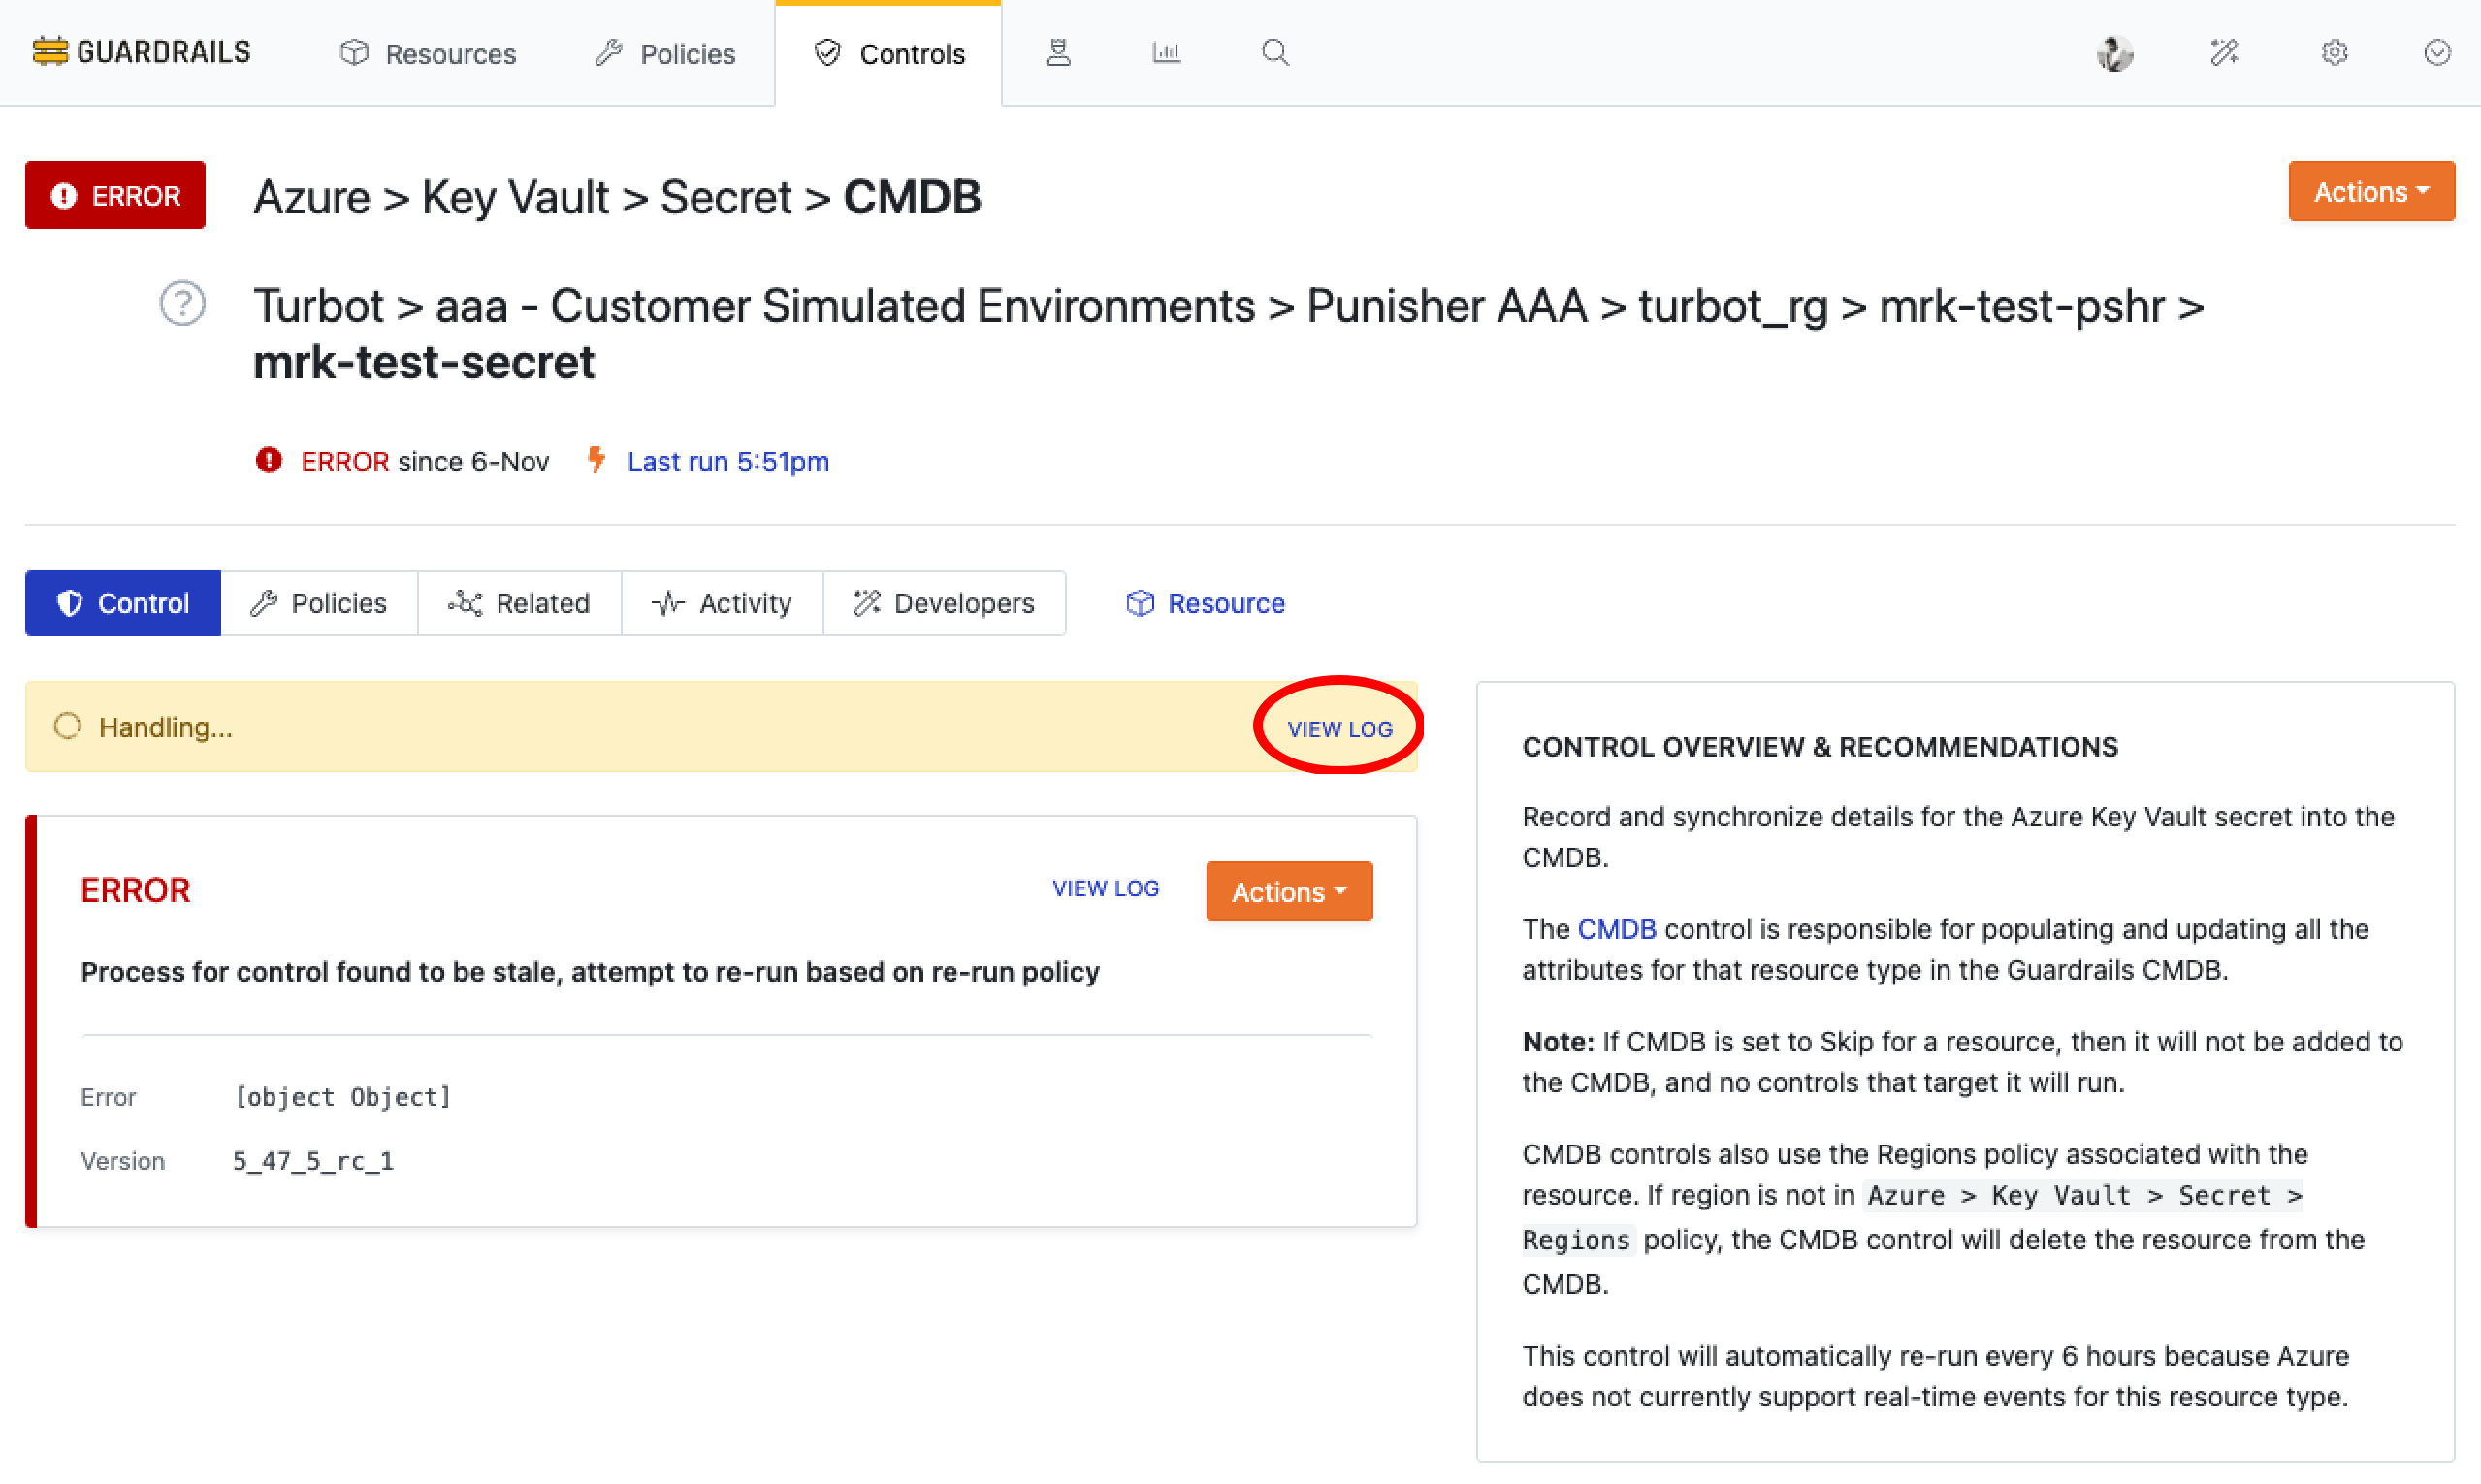 GUARDRAILS
Resources
Policies
Controls
ERROR
Azure > Key Vault > Secret > CMDB
Actions
?
Turbot > aaa - Customer Simulated Environments > Punisher AAA > turbot_rg > mrk-test-pshr >
mrk-test-secret
ERROR since 6-Nov
Last run 5:51pm
Control
Policies
Related
Activity
Developers
Resource
Handling...
VIEW LOG
ERROR
VIEW LOG
Actions
Process for control found to be stale, attempt to re-run based on re-run policy
Error [object Object]
Version 5_47_5_rc_1
CONTROL OVERVIEW & RECOMMENDATIONS
Record and synchronize details for the Azure Key Vault secret into the
CMDB.
The CMDB control is responsible for populating and updating all the
attributes for that resource type in the Guardrails CMDB.
Note: If CMDB is set to Skip for a resource, then it will not be added to
the CMDB, and no controls that target it will run.
CMDB controls also use the Regions policy associated with the
resource. If region is not in Azure > Key Vault > Secret >
Regions policy, the CMDB control will delete the resource from the
CMDB.
This control will automatically re-run every 6 hours because Azure
does not currently support real-time events for this resource type.